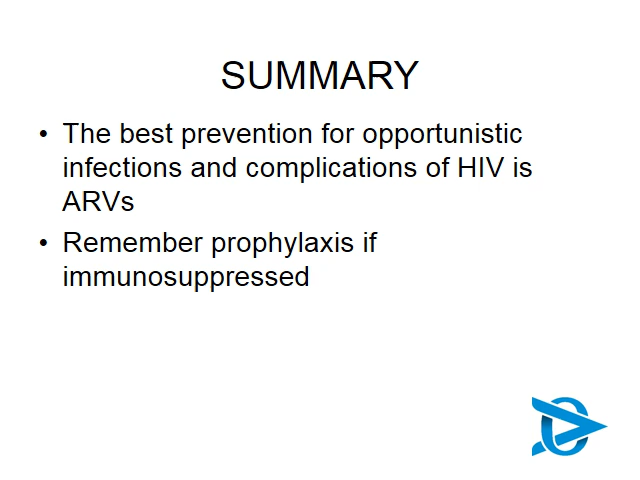 SUMMARY
• The best prevention for opportunistic
infections and complications of HIV is
ARVs
• Remember prophylaxis if
immunosuppressed